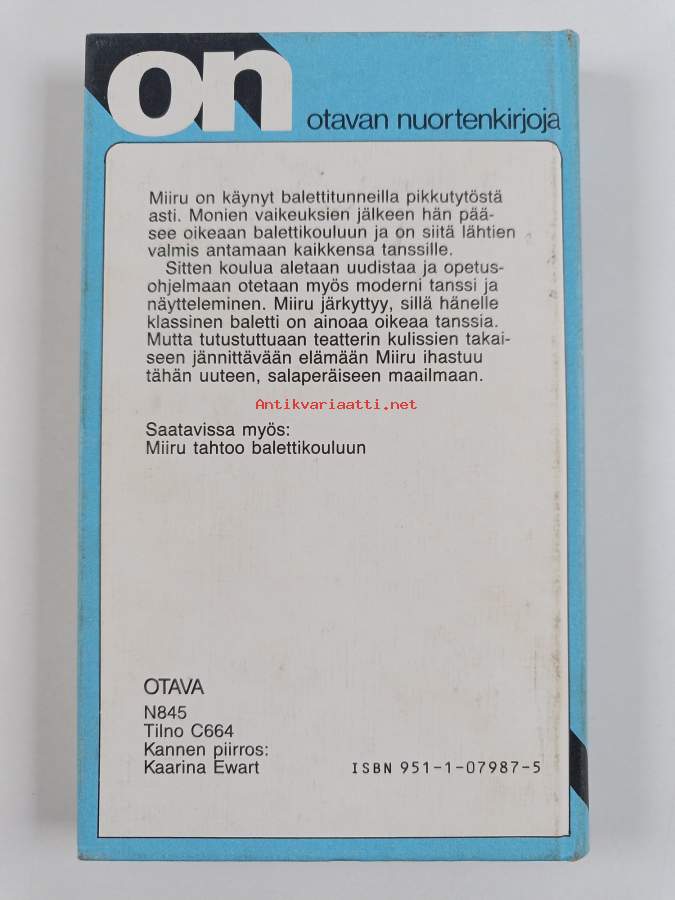 on
otavan nuortenkirjoja
Miiru on käynyt balettitunneilla pikkutytöstä
asti. Monien vaikeuksien jälkeen hän pää-
see oikeaan balettikouluun ja on siitä lähtien
valmis antamaan kaikkensa tanssille.
Sitten koulua aletaan uudistaa ja opetus-
ohjelmaan otetaan myös moderni tanssi ja
näytteleminen. Miiru järkyttyy, sillä hänelle
klassinen baletti on ainoaa oikeaa tanssia.
Mutta tutustuttuaan teatterin kulissien takai-
seen jännittävään elämään Miiru ihastuu
tähän uuteen, salaperäiseen maailmaan.
Antikvariaatti.net
Saatavissa myös:
Miiru tahtoo balettikouluun
OTAVA
N845
Tilno C664
Kannen piirros:
Kaarina Ewart
ISBN 951-1-07987-5